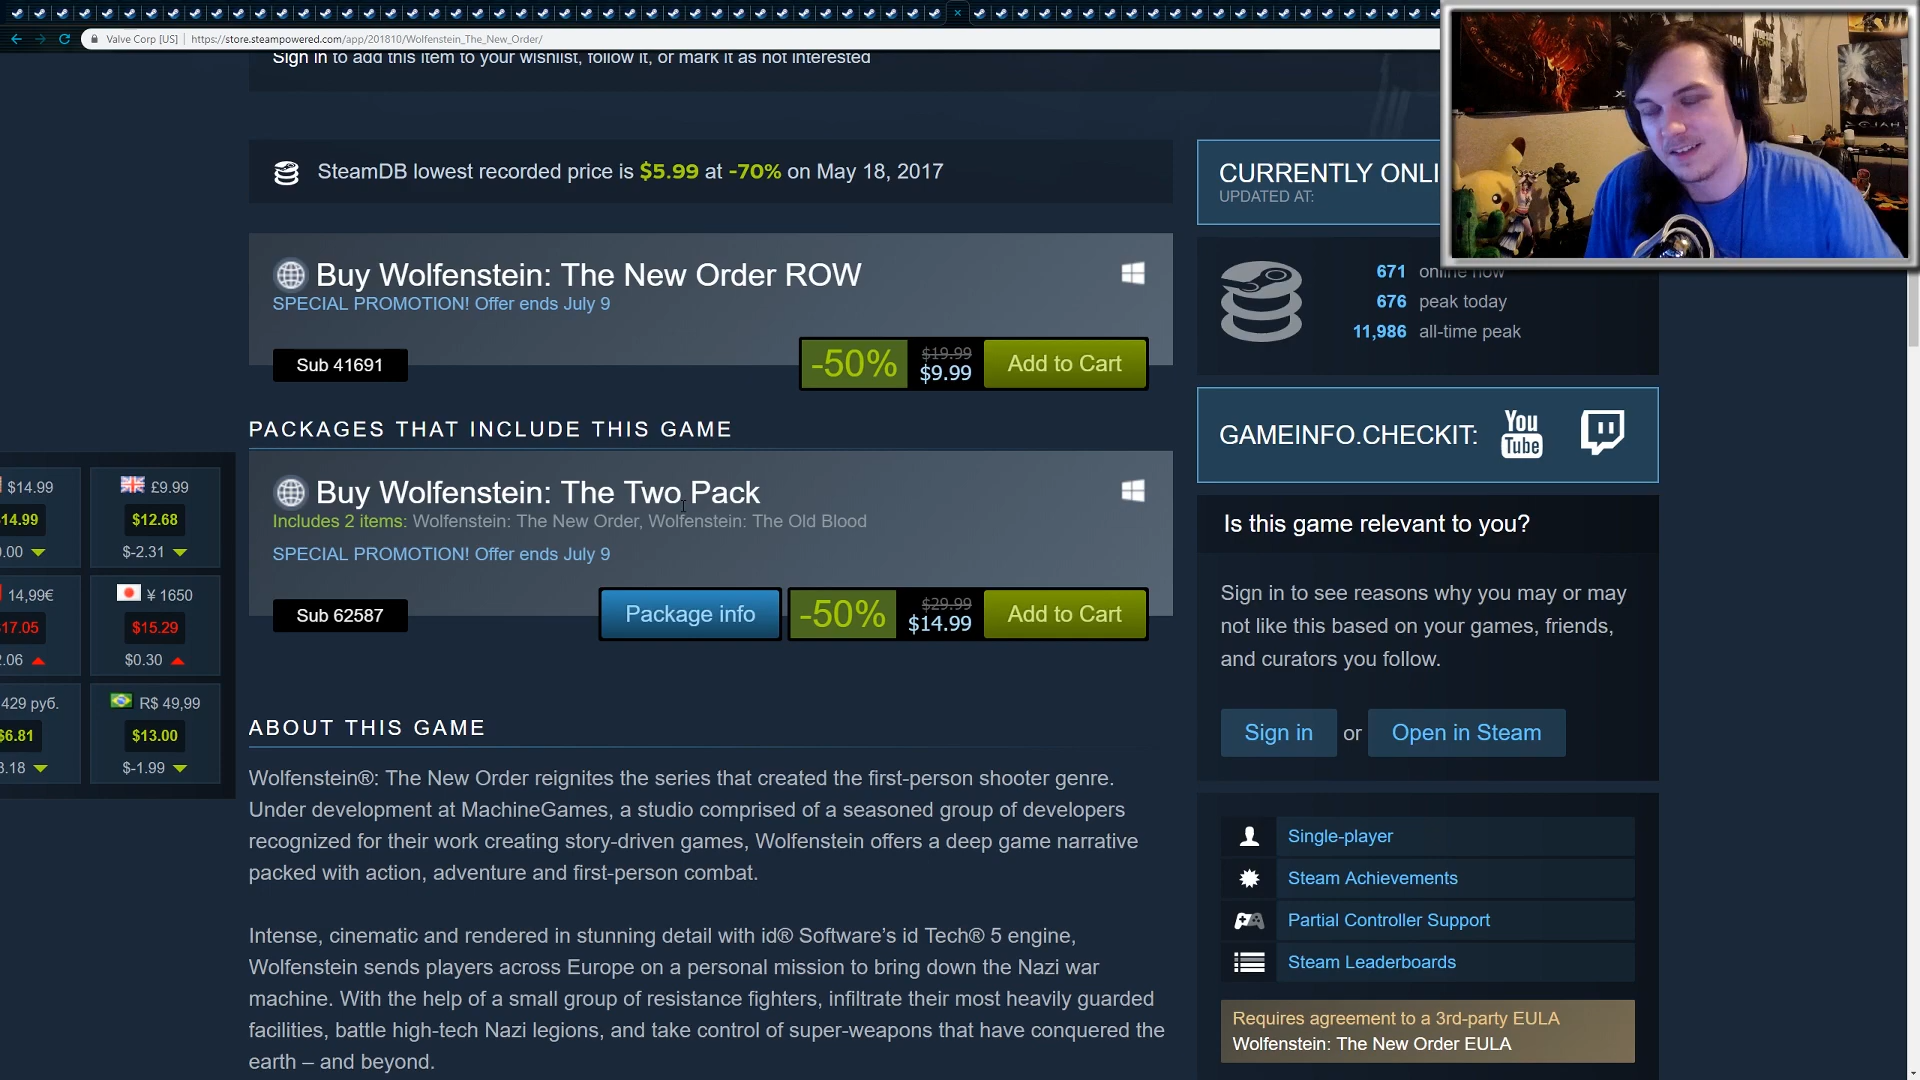 Valve Corp [US] | https://store.steampowered.com/app/201810/Wolfenstein_The_New_Order/
Sign in to add this item to your wishlist, follow it, or mark it as not interested
SteamDB lowest recorded price is $5.99 at -70% on May 18, 2017
Buy Wolfenstein: The New Order ROW
SPECIAL PROMOTION! Offer ends July 9
Sub 41691
-50% $19.99 $9.99 Add to Cart
PACKAGES THAT INCLUDE THIS GAME
Buy Wolfenstein: The Two Pack
Includes 2 items: Wolfenstein: The New Order, Wolfenstein: The Old Blood
SPECIAL PROMOTION! Offer ends July 9
Sub 62587
Package info
-50% $29.99 $14.99 Add to Cart
$14.99 £9.99
14.99 $12.68
.00 $-2.31
14,99€ ¥ 1650
17.05 $15.29
2.06 $0.30
429 руб. R$ 49,99
$6.81 $13.00
8.18 $-1.99
ABOUT THIS GAME
Wolfenstein®: The New Order reignites the series that created the first-person shooter genre.
Under development at MachineGames, a studio comprised of a seasoned group of developers
recognized for their work creating story-driven games, Wolfenstein offers a deep game narrative
packed with action, adventure and first-person combat.
Intense, cinematic and rendered in stunning detail with id® Software’s id Tech® 5 engine,
Wolfenstein sends players across Europe on a personal mission to bring down the Nazi war
machine. With the help of a small group of resistance fighters, infiltrate their most heavily guarded
facilities, battle high-tech Nazi legions, and take control of super-weapons that have conquered the
earth – and beyond.
CURRENTLY ONLI
UPDATED AT:
671 online now
676 peak today
11,986 all-time peak
GAMEINFO.CHECKIT: You Tube
Is this game relevant to you?
Sign in to see reasons why you may or may
not like this based on your games, friends,
and curators you follow.
Sign in or Open in Steam
Single-player
Steam Achievements
Partial Controller Support
Steam Leaderboards
Requires agreement to a 3rd-party EULA
Wolfenstein: The New Order EULA